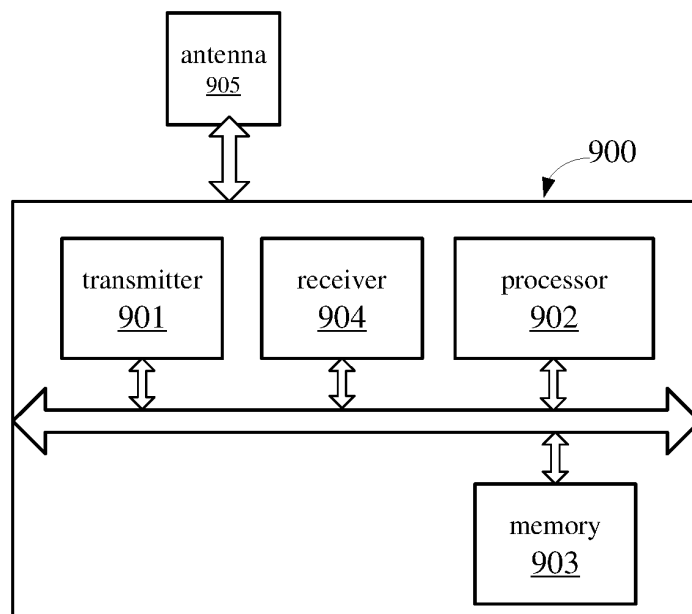 antenna
905
900
transmitter
901
receiver
904
processor
902
memory
903